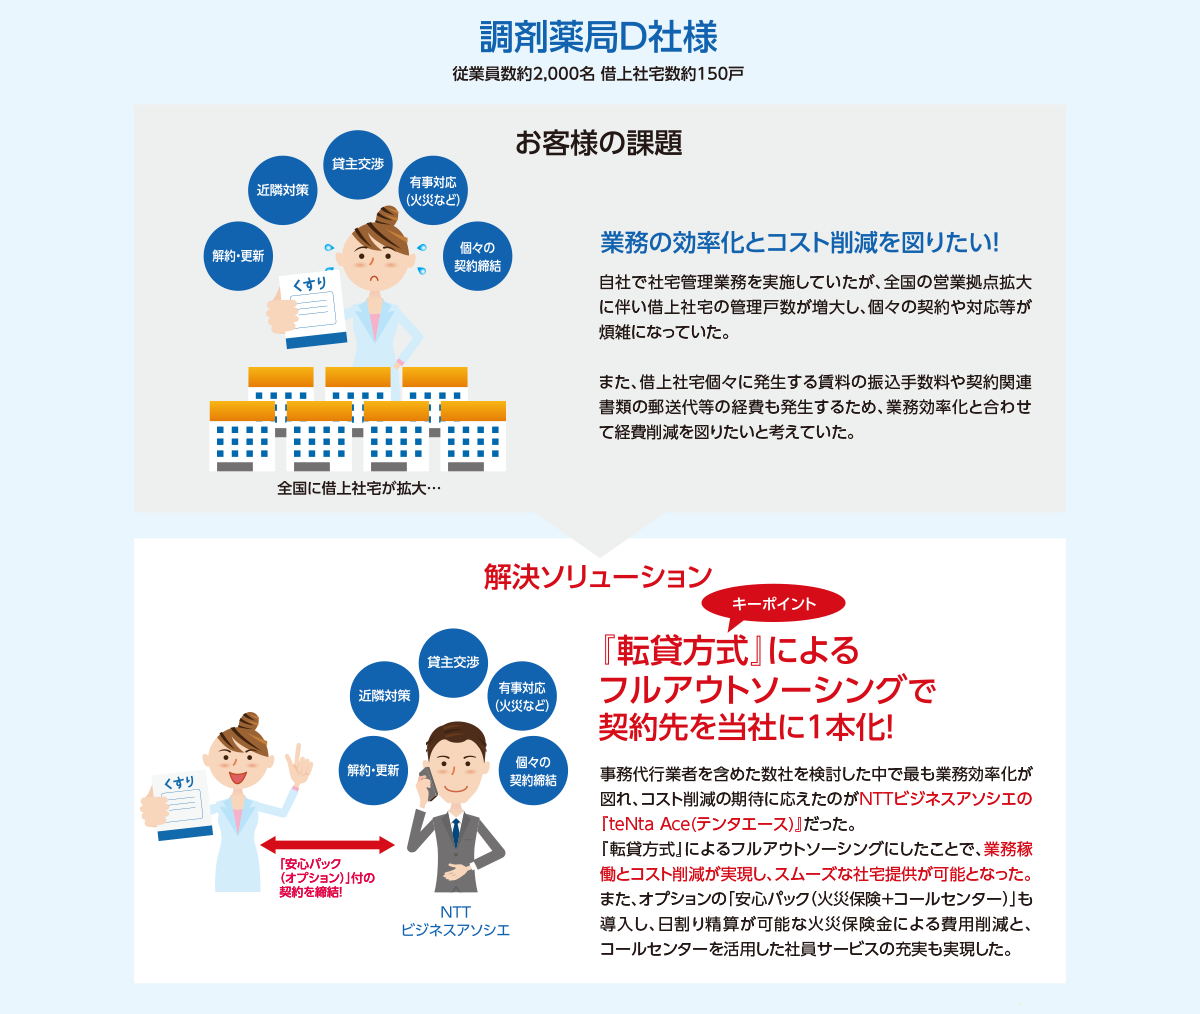 調剤薬局D社様
従業員数約2,000名 借上社宅数約150戸
お客様の課題
貸主交渉
近隣対策
有事対応
(火災など)
解約・更新
個々の
契約締結
くすり
全国に借上社宅が拡大…
業務の効率化とコスト削減を図りたい!
自社で社宅管理業務を実施していたが、全国の営業拠点拡大
に伴い借上社宅の管理戸数が増大し、個々の契約や対応等が
煩雑になっていた。
また、借上社宅個々に発生する賃料の振込手数料や契約関連
書類の郵送代等の経費も発生するため、業務効率化と合わせ
て経費削減を図りたいと考えていた。
解決ソリューション
キーポイント
『転貸方式』による
フルアウトソーシングで
契約先を当社に1本化!
貸主交渉
近隣対策
有事対応
(火災など)
解約・更新
個々の
契約締結
くすり
「安心パック
(オプション)」付の
契約を締結!
NTT
ビジネスアソシエ
事務代行業者を含めた数社を検討した中で最も業務効率化が
図れ、コスト削減の期待に応えたのがNTTビジネスアソシエの
『teNta Ace(テンタエース)』だった。
『転貸方式』によるフルアウトソーシングにしたことで、業務稼
働とコスト削減が実現し、スムーズな社宅提供が可能となった。
また、オプションの「安心パック(火災保険+コールセンター)」も
導入し、日割り精算が可能な火災保険金による費用削減と、
コールセンターを活用した社員サービスの充実も実現した。